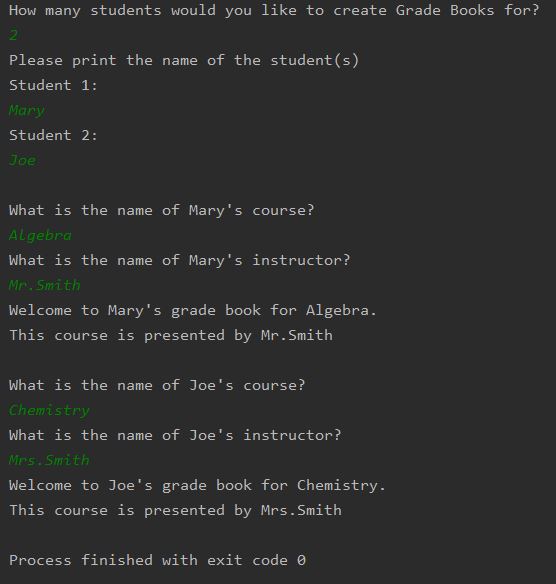 How many students would you like to create Grade Books for?
2
Please print the name of the student(s)
Student 1:
Mary
Student 2:
Joe
What is the name of Mary's course?
Algebra
What is the name of Mary's instructor?
Mr.Smith
Welcome to Mary's grade book for Algebra.
This course is presented by Mr.Smith
What is the name of Joe's course?
Chemistry
What is the name of Joe's instructor?
Mrs.Smith
Welcome to Joe's grade book for Chemistry.
This course is presented by Mrs.Smith
Process finished with exit code 0